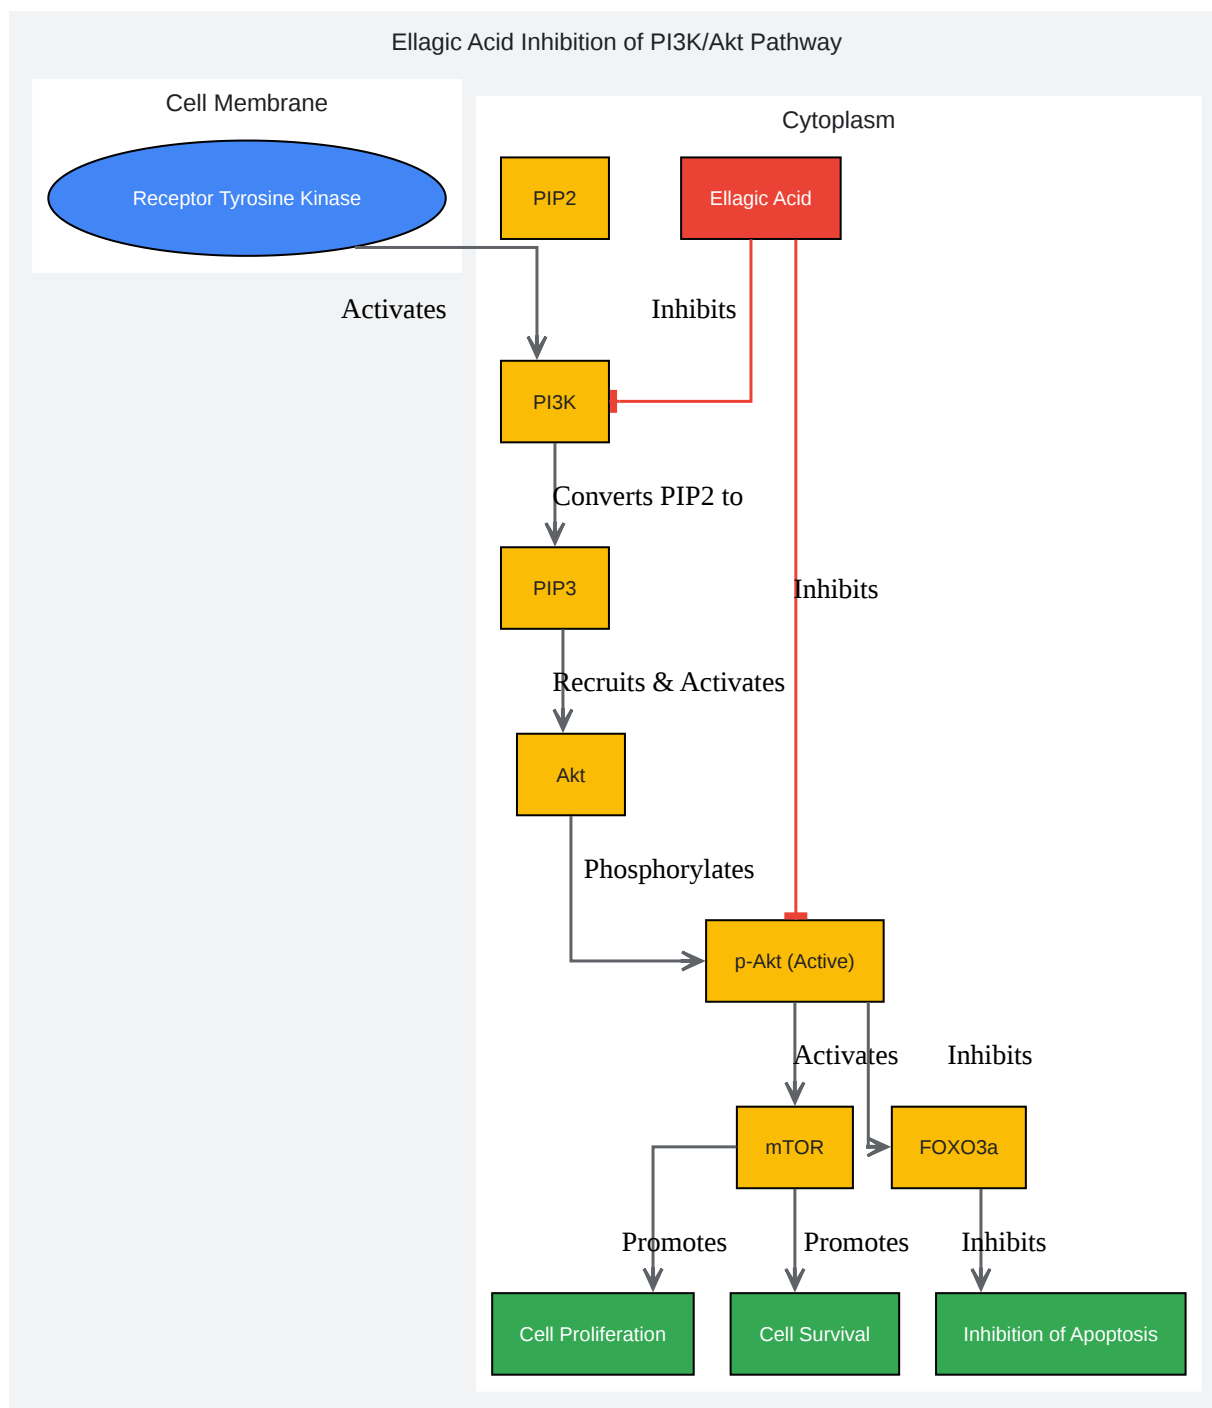 Ellagic Acid Inhibition of PI3K/Akt Pathway
Cell Membrane
Cytoplasm
Receptor Tyrosine Kinase
PIP2
Ellagic Acid
Activates
Inhibits
PI3K
Converts PIP2 to
PIP3
Inhibits
Recruits & Activates
Akt
Phosphorylates
p-Akt (Active)
Activates
Inhibits
mTOR
FOXO3a
Promotes
Promotes
Inhibits
Cell Proliferation
Cell Survival
Inhibition of Apoptosis